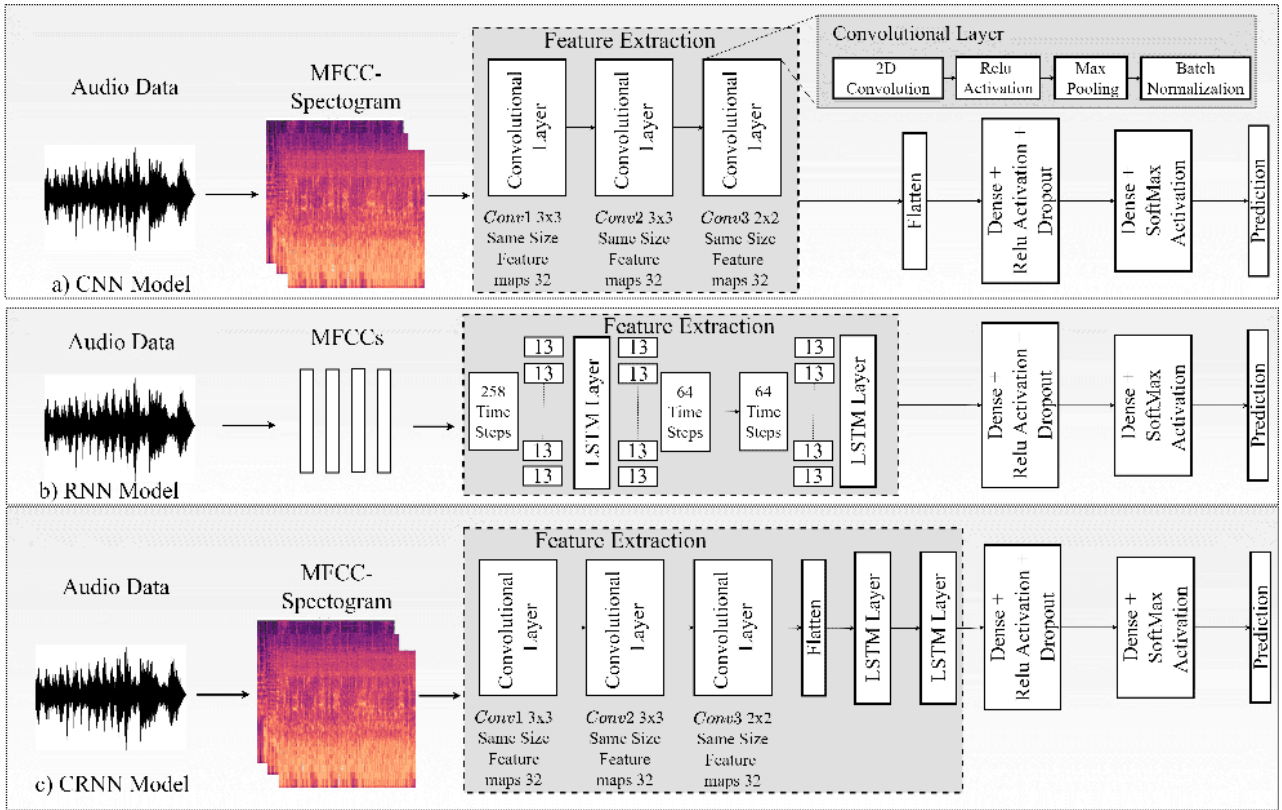 Feature Extraction
Convolutional Layer
2D
Convolution
Relu
Activation
Max
Pooling
Batch
Normalization
Audio Data
MFCC-
Spectogram
Convolutional
Layer
Convolutional
Layer
Convolutional
Layer
Conv1 3x3
Same Size
Feature
maps 32
Conv2 3x3
Same Size
Feature
maps 32
Conv3 2x2
Same Size
Feature
maps 32
Flatten
Dense +
Relu Activation +
Dropout
Dense +
SoftMax
Activation
Prediction
a) CNN Model
Audio Data
MFCCs
Feature Extraction
258
Time
Steps
13
13
13
13
LSTM Layer
13
13
13
13
64
Time
Steps
64
Time
Steps
13
13
13
13
LSTM Layer
Dense +
Relu Activation +
Dropout
Dense +
SoftMax
Activation
Prediction
b) RNN Model
Audio Data
MFCC-
Spectogram
Feature Extraction
Convolutional
Layer
Convolutional
Layer
Convolutional
Layer
Conv1 3x3
Same Size
Feature
maps 32
Conv2 3x3
Same Size
Feature
maps 32
Conv3 2x2
Same Size
Feature
maps 32
Flatten
LSTM Layer
LSTM Layer
Dense +
Relu Activation +
Dropout
Dense +
SoftMax
Activation
Prediction
c) CRNN Model